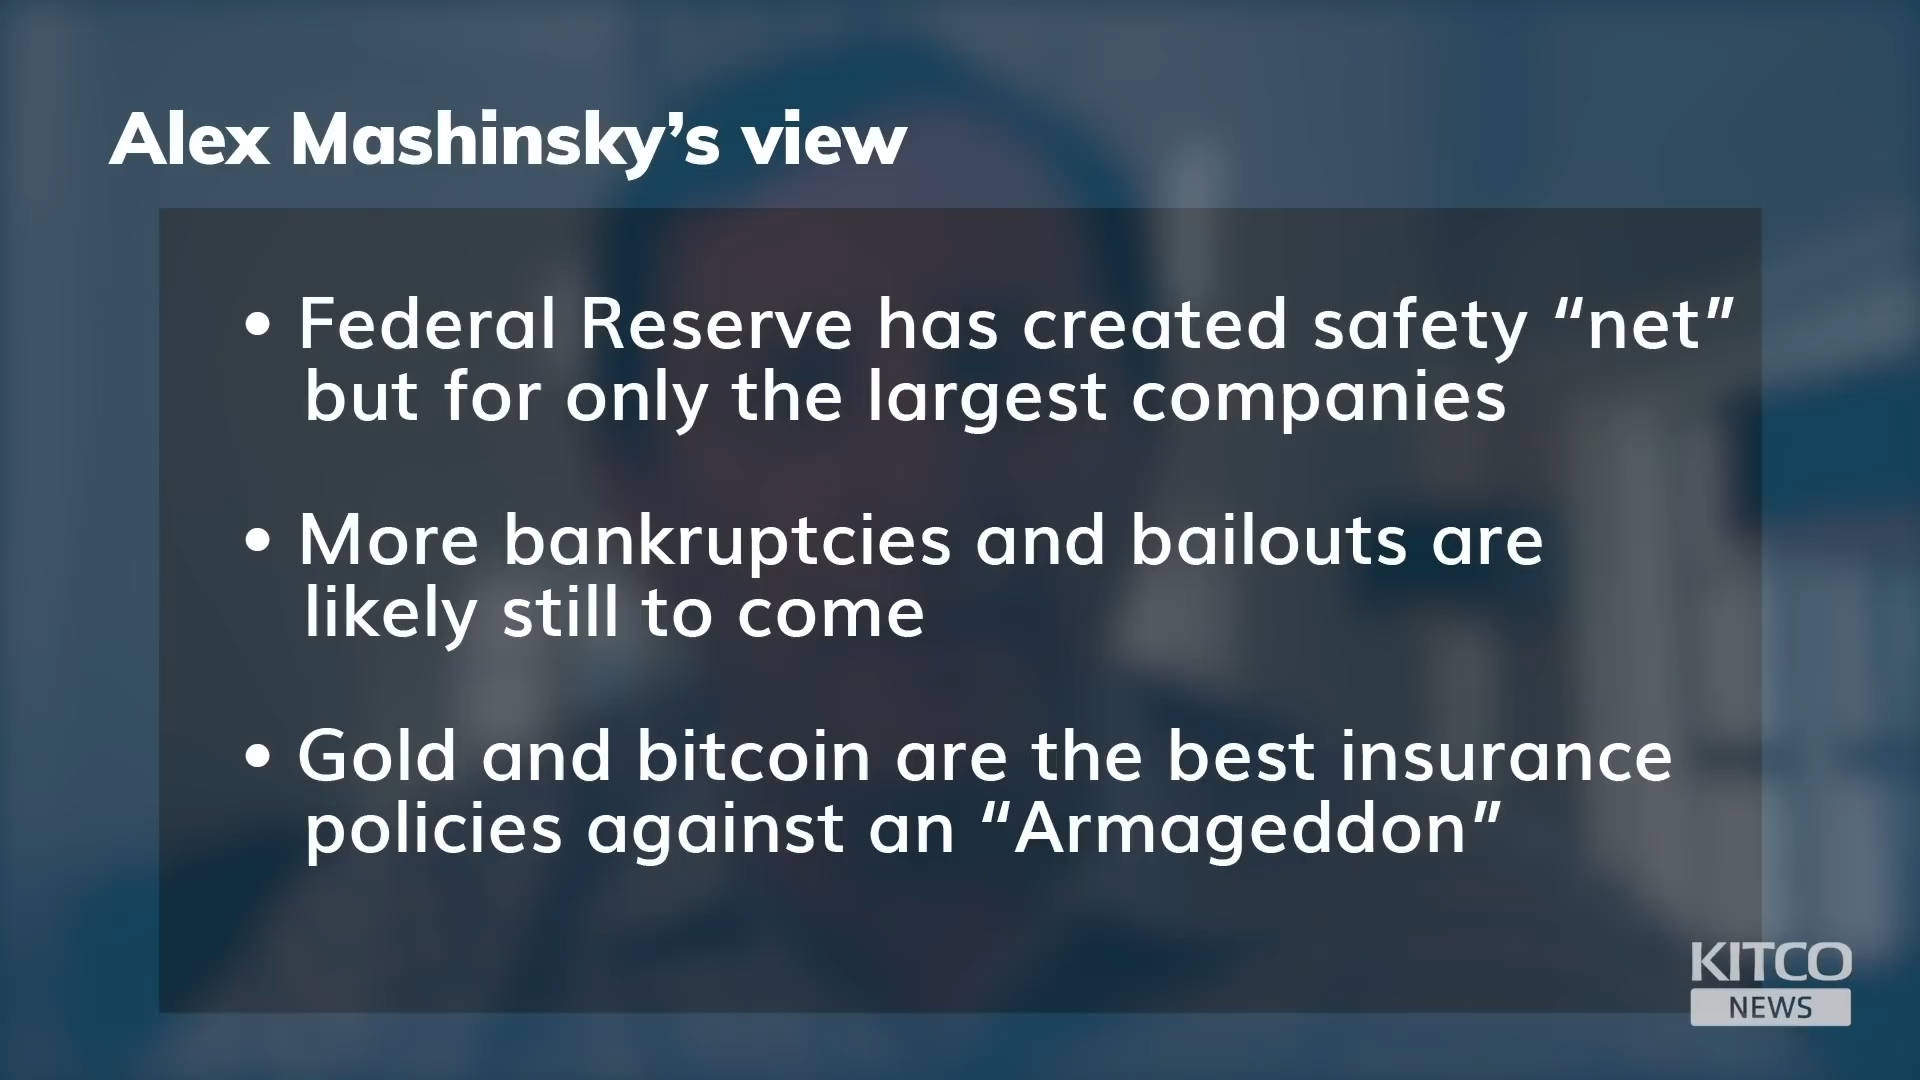 Alex Mashinsky’s view
• Federal Reserve has created safety “net”
but for only the largest companies
• More bankruptcies and bailouts are
likely still to come
• Gold and bitcoin are the best insurance
policies against an “Armageddon”
KITCO
NEWS